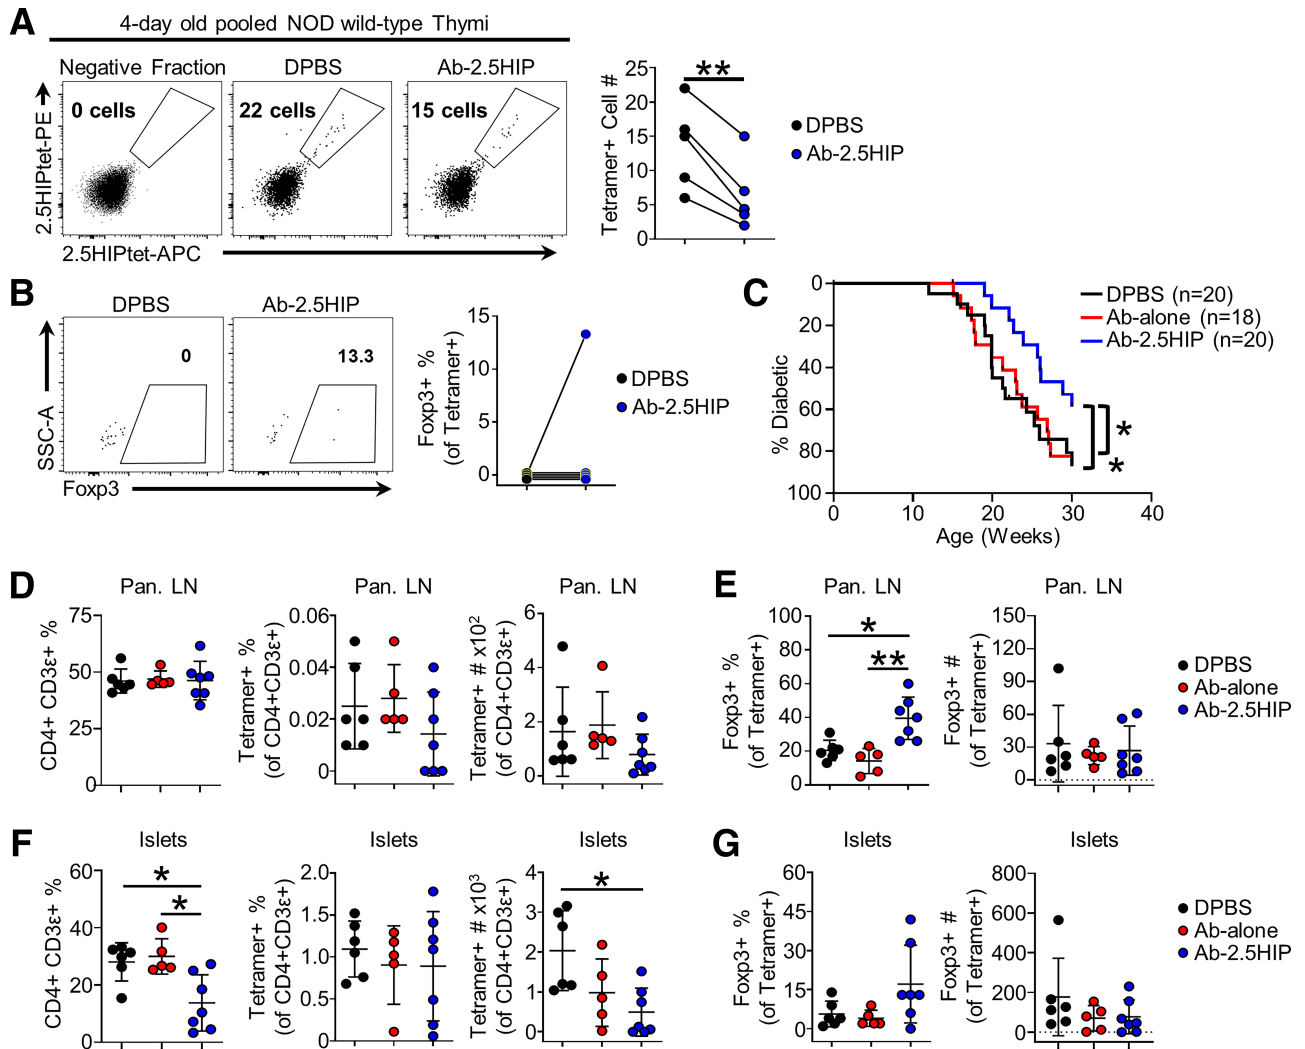 A
4-day old pooled NOD wild-type Thymi
Negative Fraction
DPBS
Ab-2.5HIP
0 cells
22 cells
15 cells
2.5HIPtet-PE
2.5HIPtet-APC
Tetramer+ Cell #
25
20
15
10
5
0
**
DPBS
Ab-2.5HIP
B
DPBS
Ab-2.5HIP
0
13.3
SSC-A
Foxp3
Foxp3+ %
(of Tetramer+)
15
10
5
0
DPBS
Ab-2.5HIP
C
% Diabetic
0
20
40
60
80
100
0
10
20
30
40
Age (Weeks)
DPBS (n=20)
Ab-alone (n=18)
Ab-2.5HIP (n=20)
*
*
D
Pan. LN
CD4+ CD3ε+ %
75
50
25
0
Pan. LN
Tetramer+ %
(of CD4+CD3ε+)
0.06
0.04
0.02
0
Pan. LN
Tetramer+ # x10²
(of CD4+CD3ε+)
6
4
2
0
E
Pan. LN
Foxp3+ %
(of Tetramer+)
100
80
60
40
20
0
*
**
Pan. LN
Foxp3+ #
(of Tetramer+)
150
120
90
60
30
0
DPBS
Ab-alone
Ab-2.5HIP
F
Islets
CD4+ CD3ε+ %
60
40
20
0
*
*
Islets
Tetramer+ %
(of CD4+CD3ε+)
2.0
1.5
1.0
0.5
0
Islets
Tetramer+ # x10³
(of CD4+CD3ε+)
4
3
2
1
0
*
G
Islets
Foxp3+ %
(of Tetramer+)
60
45
30
15
0
Islets
Foxp3+ #
(of Tetramer+)
800
600
400
200
0
DPBS
Ab-alone
Ab-2.5HIP